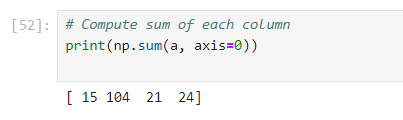 [52]: # Compute sum of each column
print(np.sum(a, axis=0))
[ 15 104  21  24]